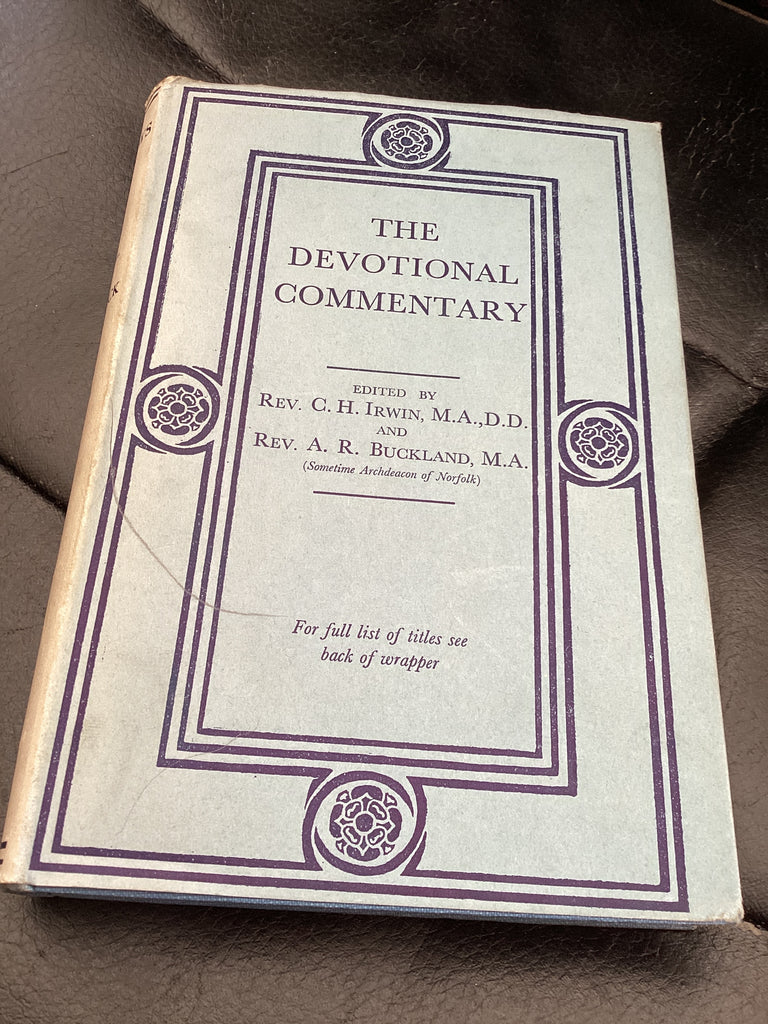 THE
DEVOTIONAL
COMMENTARY
EDITED BY
REV. C. H. IRWIN, M.A., D.D.
AND
REV. A. R. BUCKLAND, M.A.
(Sometime Archdeacon of Norfolk)
For full list of titles see
back of wrapper